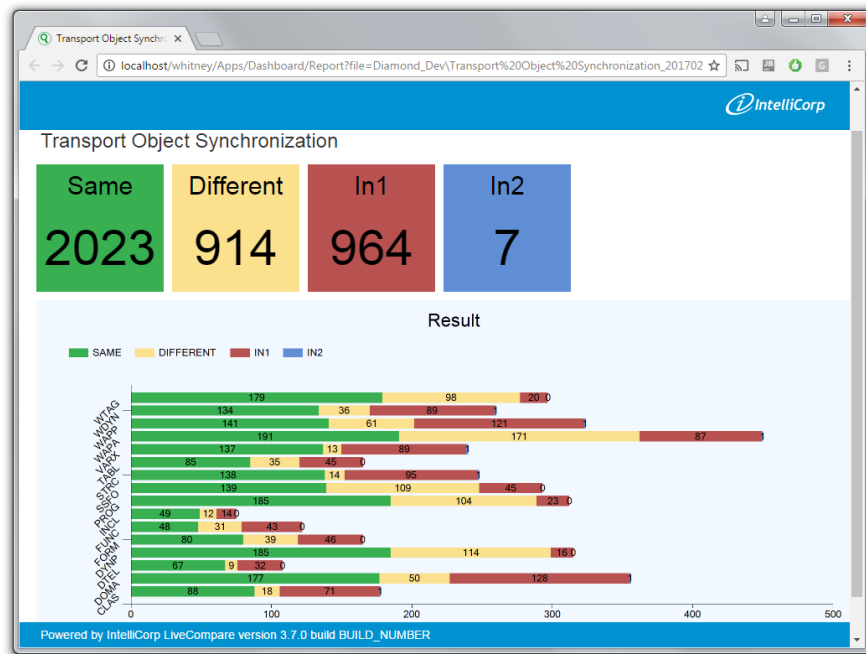 Transport Object Synchr
localhost/whitney/Apps/Dashboard/Report?file=Diamond_Dev\Transport%20Object%20Synchronization_201702
IntelliCorp
Transport Object Synchronization
Same Different In1 In2
2023 914 964 7
Result
SAME DIFFERENT IN1 IN2
179 98 20 0
WTAG 134 36 89 1
WDYN 141 61 121 1
WAPP 191 171 87 1
WAPA 137 13 89 1
VARX 85 35 45 0
TABL 138 14 95 1
STRC 139 109 45 0
SSFO 185 104 23 0
PROG 49 12 14 0
INCL 48 31 43 0
FUNC 80 39 46 0
FORM 185 114 16 0
DYNP 67 9 32 0
DTEL 177 50 128 1
DOMA 88 18 71 1
CLAS
0 100 200 300 400 500
Powered by IntelliCorp LiveCompare version 3.7.0 build BUILD_NUMBER